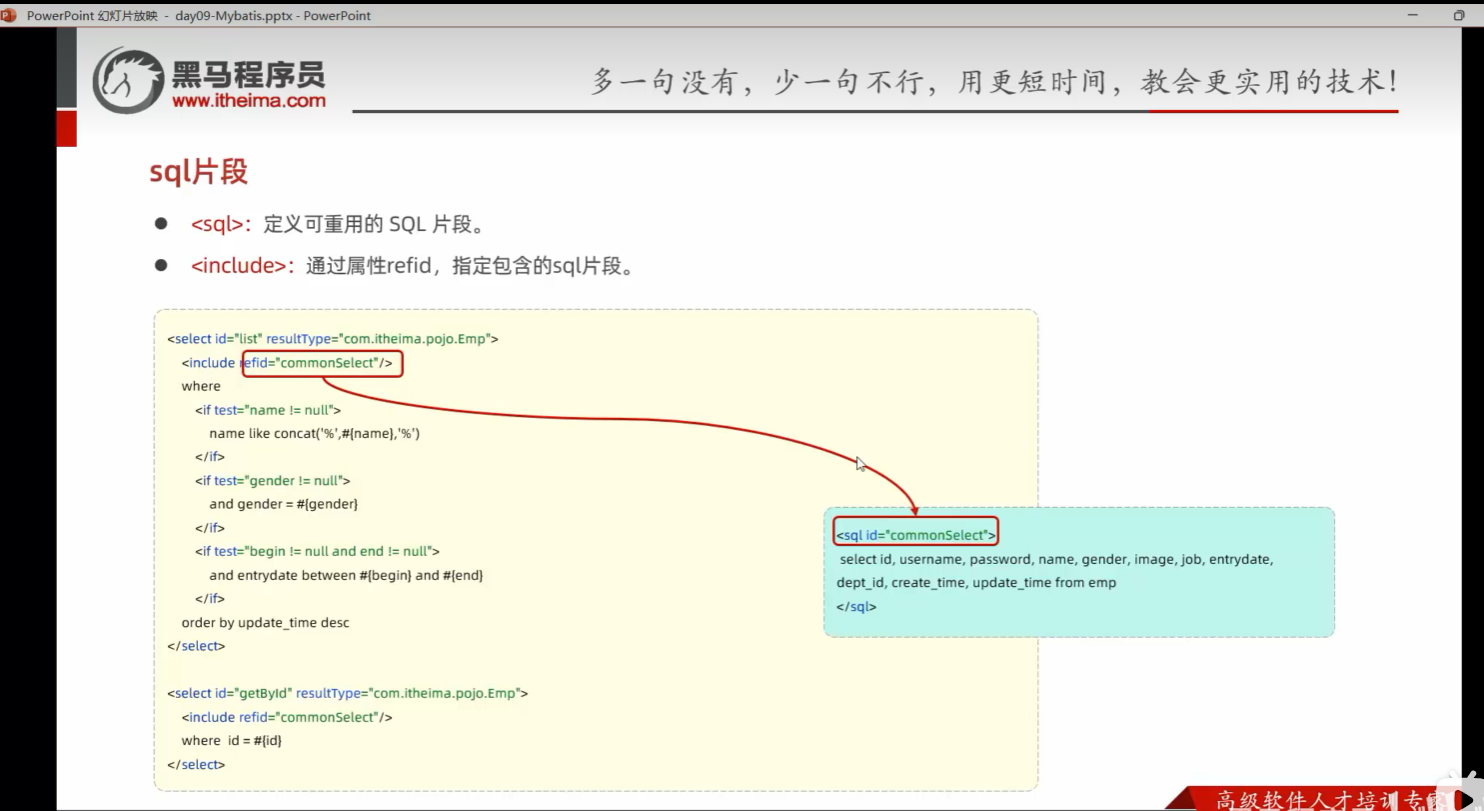 PowerPoint 幻灯片放映 - day09-Mybatis.pptx - PowerPoint
黑马程序员
www.itheima.com
多一句没有，少一句不行，用更短时间，教会更实用的技术！
sql片段
● <sql>：定义可重用的 SQL 片段。
● <include>：通过属性refid，指定包含的sql片段。
<select id="list" resultType="com.itheima.pojo.Emp">
<include refid="commonSelect"/>
where
<if test="name != null">
name like concat('%',#{name},'%')
</if>
<if test="gender != null">
and gender = #{gender}
</if>
<if test="begin != null and end != null">
and entrydate between #{begin} and #{end}
</if>
order by update_time desc
</select>
<select id="getById" resultType="com.itheima.pojo.Emp">
<include refid="commonSelect"/>
where id = #{id}
</select>
<sql id="commonSelect">
select id, username, password, name, gender, image, job, entrydate,
dept_id, create_time, update_time from emp
</sql>
高级软件人才培训专家